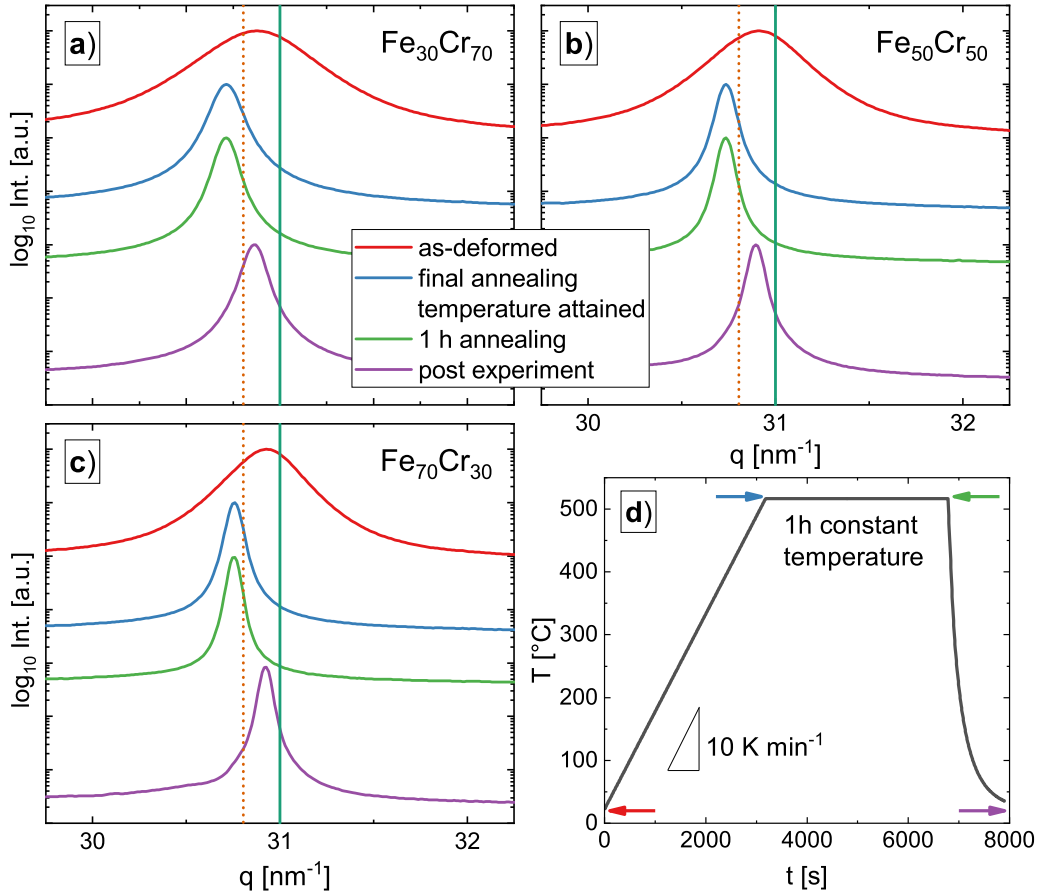 a)
Fe₃₀Cr₇₀
b)
Fe₅₀Cr₅₀
log₁₀ Int. [a.u.]
as-deformed
final annealing
temperature attained
1 h annealing
post experiment
30
31
32
q [nm⁻¹]
c)
Fe₇₀Cr₃₀
log₁₀ Int. [a.u.]
30
31
32
q [nm⁻¹]
d)
1h constant
temperature
10 K min⁻¹
T [°C]
500
400
300
200
100
0
0
2000
4000
6000
8000
t [s]